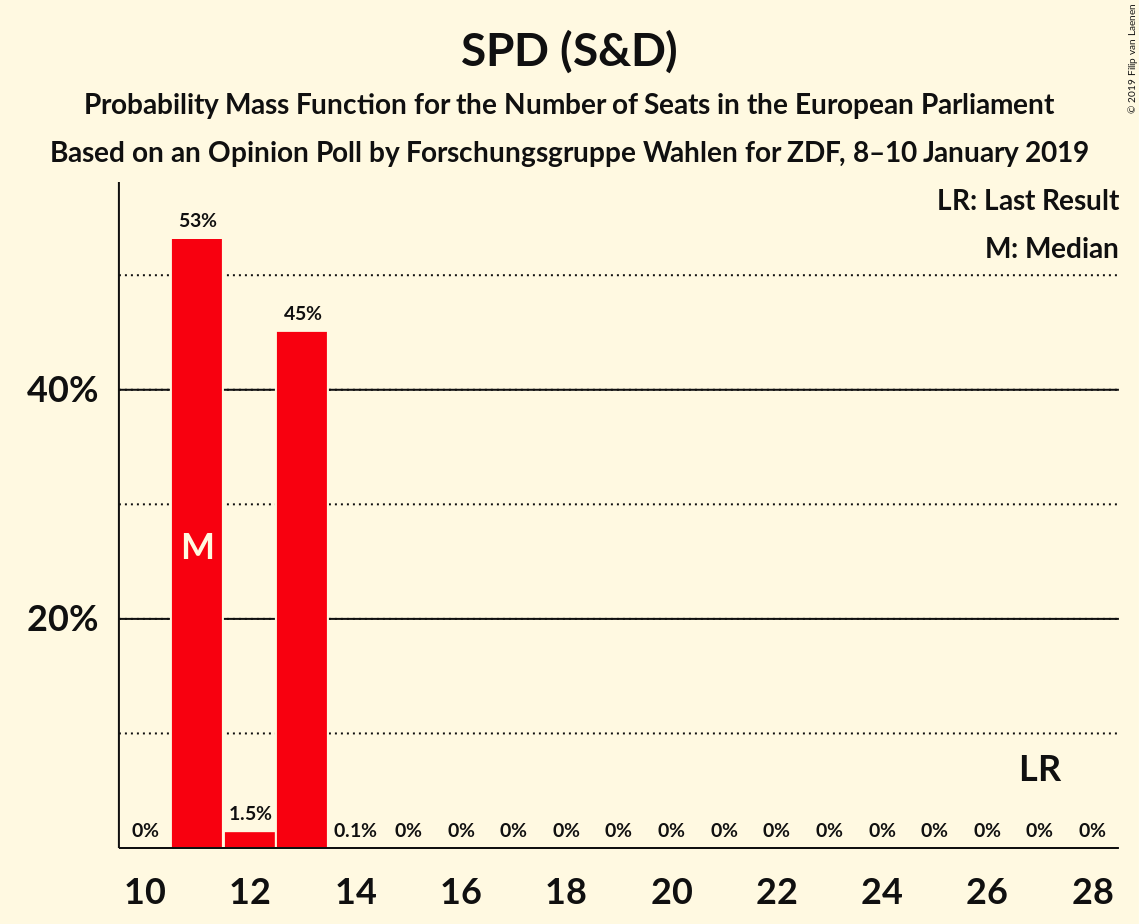 SPD (S&D)
Probability Mass Function for the Number of Seats in the European Parliament
Based on an Opinion Poll by Forschungsgruppe Wahlen for ZDF, 8–10 January 2019
© 2019 Filip van Laenen
LR: Last Result
M: Median
53%
45%
40%
M
20%
LR
0% 1.5% 0.1% 0% 0% 0% 0% 0% 0% 0% 0% 0% 0% 0% 0% 0% 0%
10 12 14 16 18 20 22 24 26 28